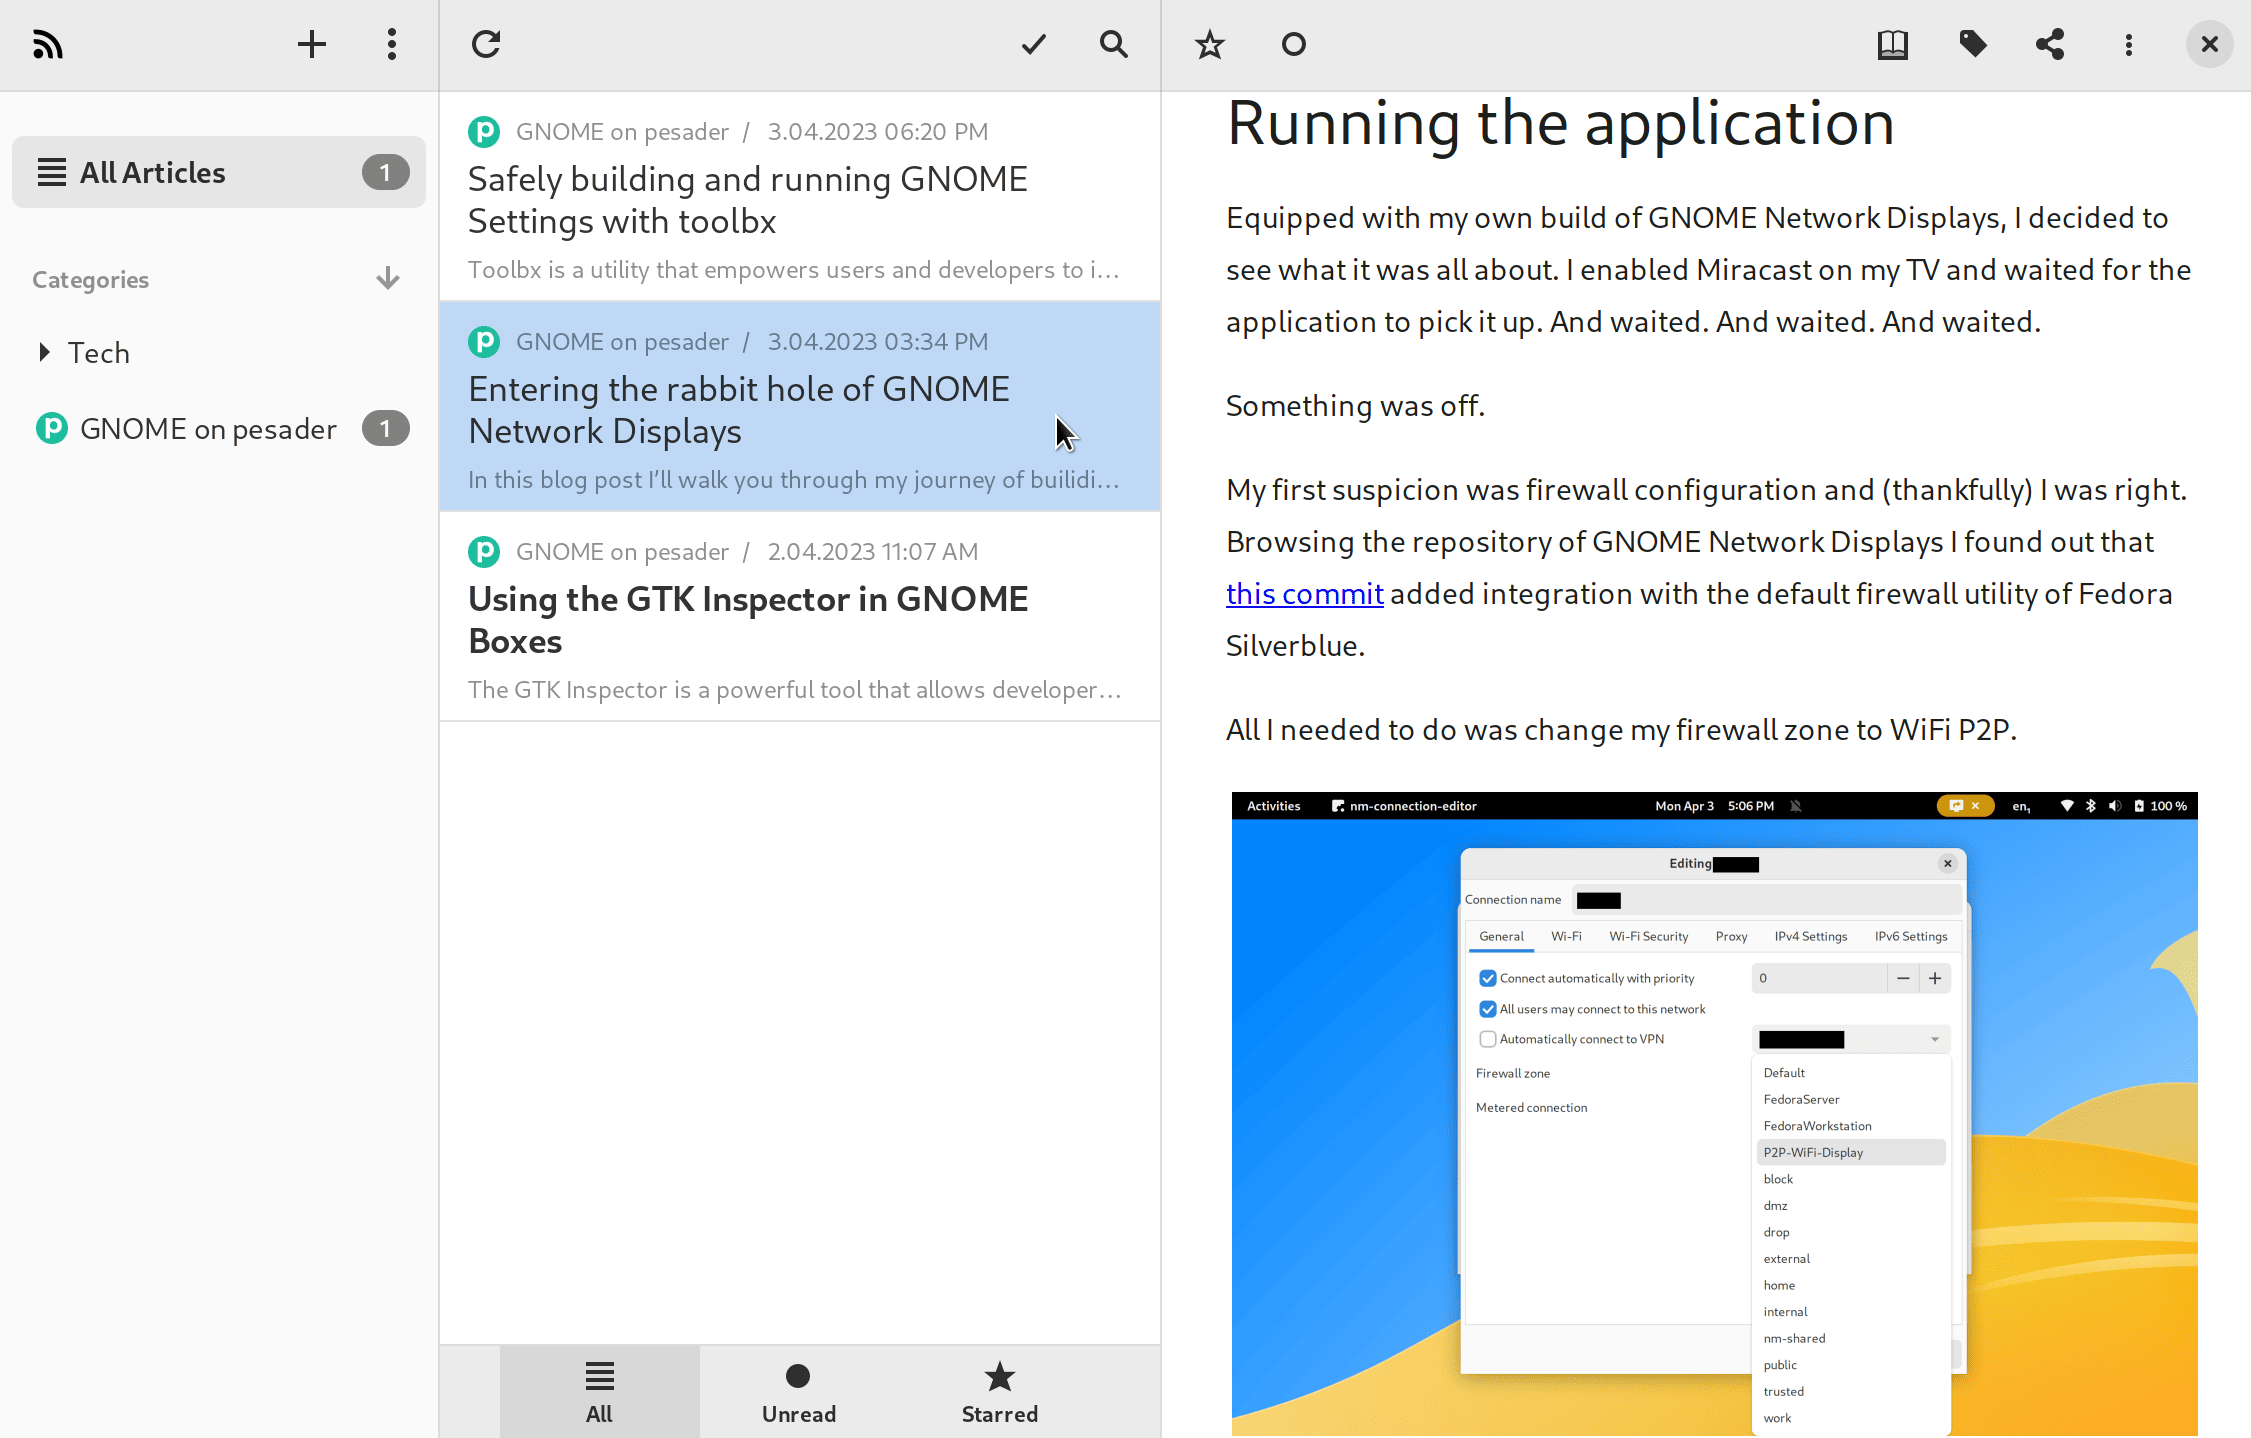 All Articles
1
Categories
Tech
GNOME on pesader
1
GNOME on pesader / 3.04.2023 06:20 PM
Safely building and running GNOME
Settings with toolbx
Toolbx is a utility that empowers users and developers to i…
GNOME on pesader / 3.04.2023 03:34 PM
Entering the rabbit hole of GNOME
Network Displays
In this blog post I’ll walk you through my journey of builidi…
GNOME on pesader / 2.04.2023 11:07 AM
Using the GTK Inspector in GNOME
Boxes
The GTK Inspector is a powerful tool that allows developer…
All
Unread
Starred
Running the application
Equipped with my own build of GNOME Network Displays, I decided to
see what it was all about. I enabled Miracast on my TV and waited for the
application to pick it up. And waited. And waited. And waited.
Something was off.
My first suspicion was firewall configuration and (thankfully) I was right.
Browsing the repository of GNOME Network Displays I found out that
this commit added integration with the default firewall utility of Fedora
Silverblue.
All I needed to do was change my firewall zone to WiFi P2P.
Activities nm-connection-editor Mon Apr 3 5:06 PM en₁ 100 %
Editing
Connection name
General Wi-Fi Wi-Fi Security Proxy IPv4 Settings IPv6 Settings
Connect automatically with priority 0
All users may connect to this network
Automatically connect to VPN
Firewall zone
Metered connection
Default
FedoraServer
FedoraWorkstation
P2P-WiFi-Display
block
dmz
drop
external
home
internal
nm-shared
public
trusted
work